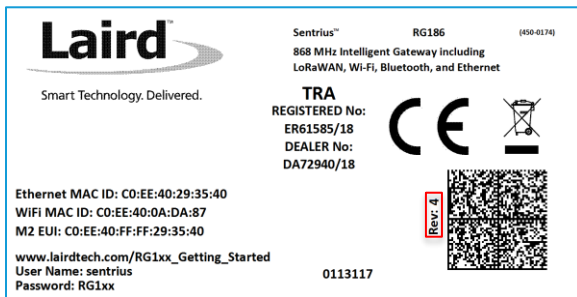 Laird™
Smart Technology. Delivered.
Sentrius™ RG186 (450-0174)
868 MHz Intelligent Gateway including
LoRaWAN, Wi-Fi, Bluetooth, and Ethernet
TRA
REGISTERED No:
ER61585/18
DEALER No:
DA72940/18
CE
Ethernet MAC ID: C0:EE:40:29:35:40
WiFi MAC ID: C0:EE:40:0A:DA:87
M2 EUI: C0:EE:40:FF:FF:29:35:40
Rev: 4
www.lairdtech.com/RG1xx_Getting_Started
User Name: sentrius
Password: RG1xx
0113117